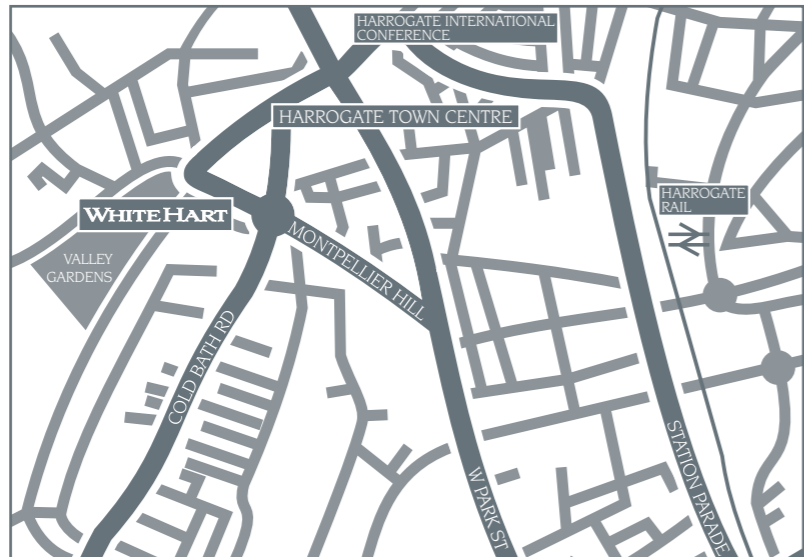 HARROGATE INTERNATIONAL
CONFERENCE
HARROGATE TOWN CENTRE
HARROGATE
RAIL
WHITE HART
VALLEY
GARDENS
MONTPELLIER HILL
COLD BATH RD
STATION PARADE
W PARK ST